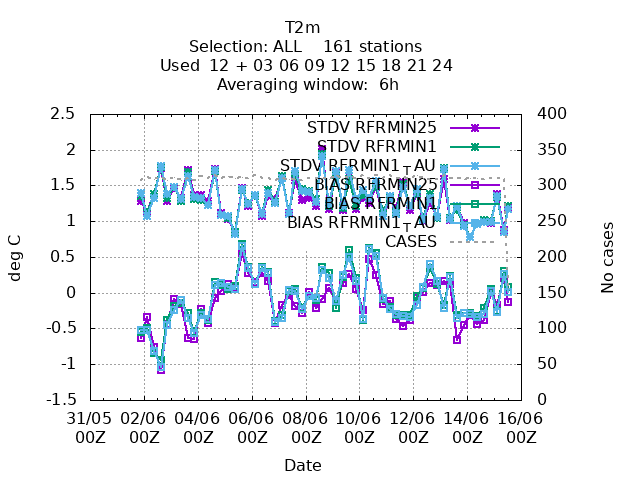 T2m
Selection: ALL    161 stations
Used  12 + 03 06 09 12 15 18 21 24
Averaging window:  6h
2.5
2
1.5
1
0.5
0
-0.5
-1
-1.5
400
350
300
250
200
150
100
50
0
STDV RFRMIN25
STDV RFRMIN1
STDV RFRMIN1_AU
BIAS RFRMIN25
BIAS RFRMIN1
BIAS RFRMIN1_AU
CASES
deg C
No cases
31/05 02/06 04/06 06/06 08/06 10/06 12/06 14/06 16/06
00Z 00Z 00Z 00Z 00Z 00Z 00Z 00Z 00Z
Date